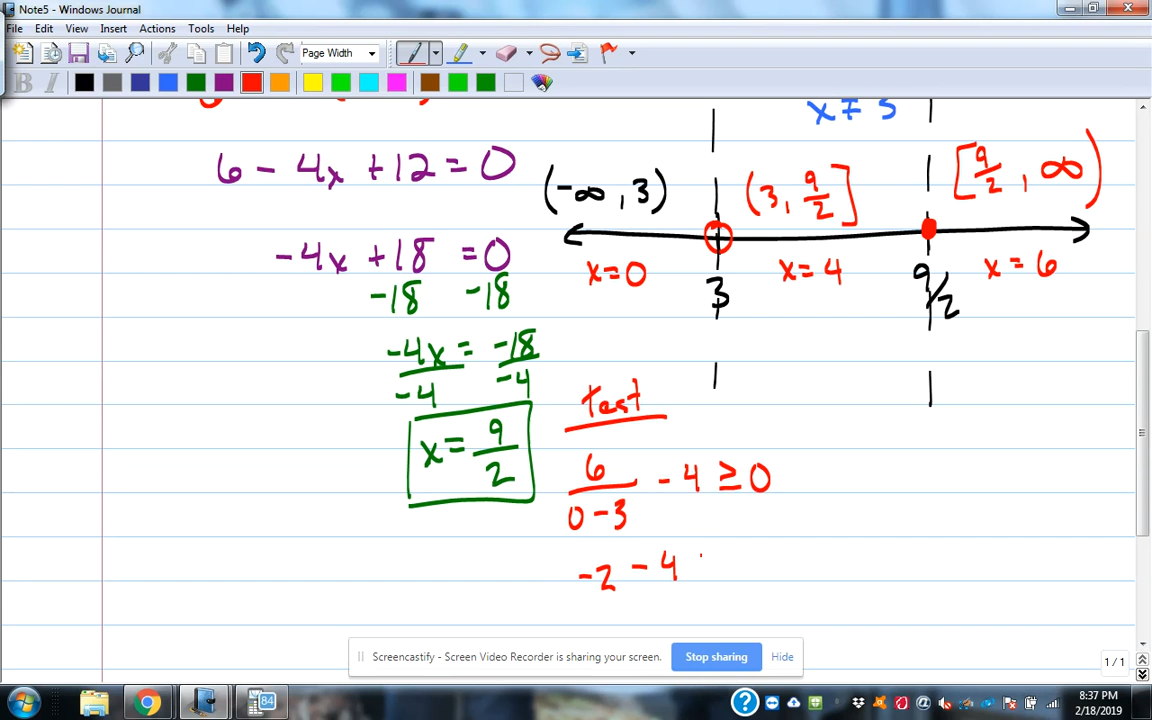 Note5 - Windows Journal
File Edit View Insert Actions Tools Help
Page Width
B I
x ≠ 3
6 - 4x + 12 = 0
(-∞, 3) (3, 9/2] [9/2, ∞)
-4x + 18 = 0
-18 -18
x=0 x=4 x=6
3 9/2
-4x = -18
-4 -4
x = 9/2
test
6/(0-3) - 4 ≥ 0
-2 - 4
Screencastify - Screen Video Recorder is sharing your screen. Stop sharing Hide
1 / 1
84
8:37 PM
2/18/2019